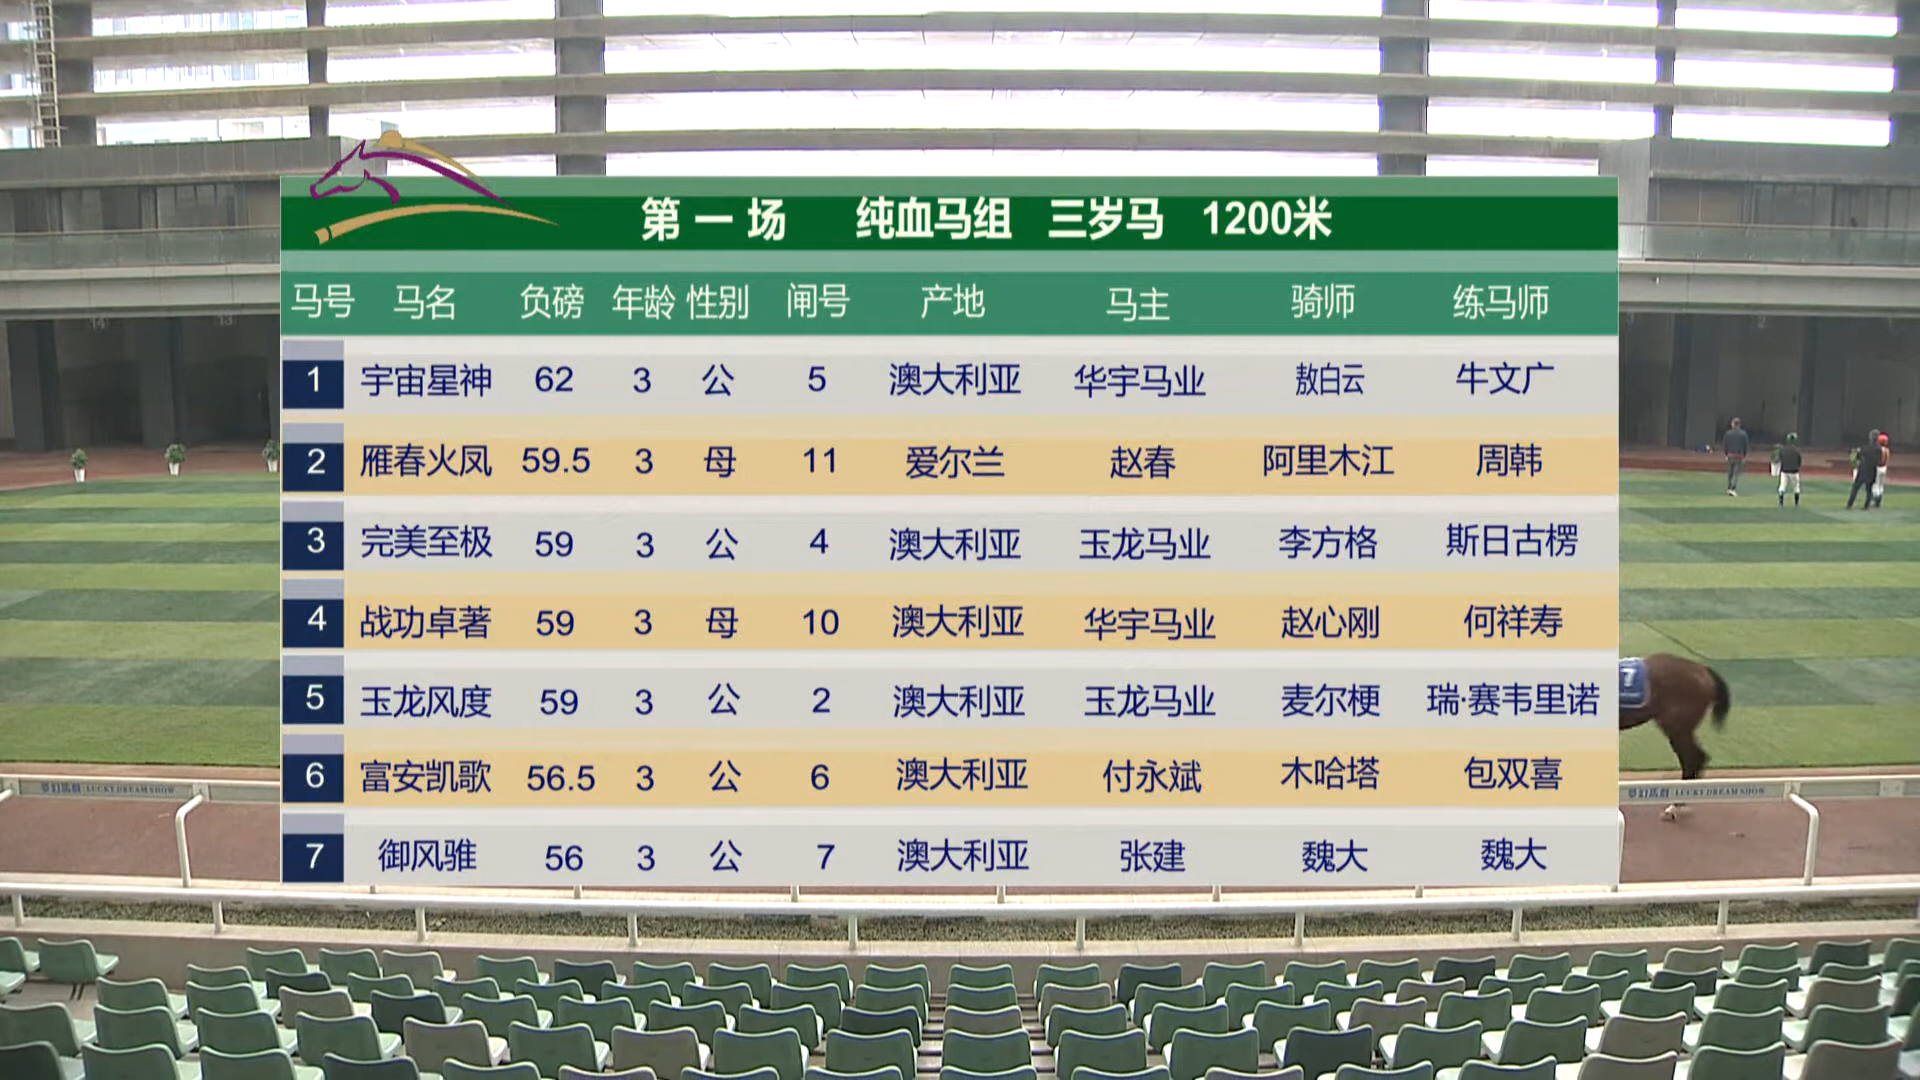 第一场 纯血马组 三岁马 1200米
马号 马名 负磅 年龄 性别 闸号 产地 马主 骑师 练马师
1 宇宙星神 62 3 公 5 澳大利亚 华宇马业 敖白云 牛文广
2 雁春火凤 59.5 3 母 11 爱尔兰 赵春 阿里木江 周韩
3 完美至极 59 3 公 4 澳大利亚 玉龙马业 李方格 斯日古楞
4 战功卓著 59 3 母 10 澳大利亚 华宇马业 赵心刚 何祥寿
5 玉龙风度 59 3 公 2 澳大利亚 玉龙马业 麦尔梗 瑞·赛韦里诺
6 富安凯歌 56.5 3 公 6 澳大利亚 付永斌 木哈塔 包双喜
7 御风骓 56 3 公 7 澳大利亚 张建 魏大 魏大
7
LUCKY DREAM SHOW
LUCKY DREAM SHOW